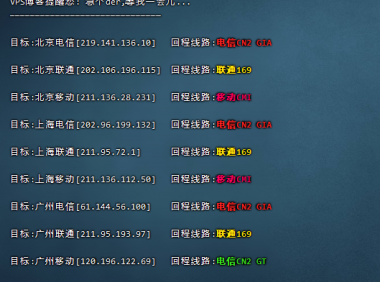 VPS博客提醒您：急个der,等我一会儿...
------------------------------
目标:北京电信[219.141.136.10] 回程线路:电信CN2 GIA
目标:北京联通[202.106.196.115] 回程线路:联通169
目标:北京移动[211.136.28.231] 回程线路:移动CMI
目标:上海电信[202.96.199.132] 回程线路:电信CN2 GIA
目标:上海联通[211.95.72.1] 回程线路:联通169
目标:上海移动[211.136.112.50] 回程线路:移动CMI
目标:广州电信[61.144.56.100] 回程线路:电信CN2 GIA
目标:广州联通[211.95.193.97] 回程线路:联通169
目标:广州移动[120.196.122.69] 回程线路:电信CN2 GT